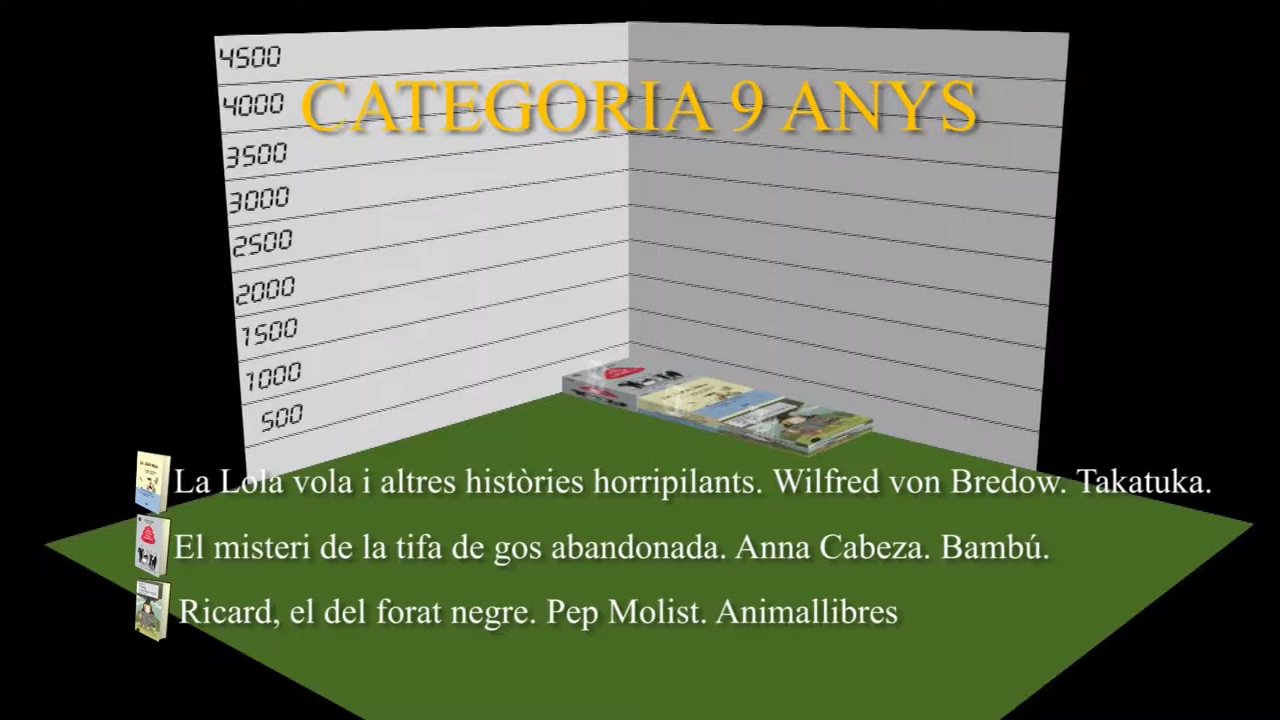 4500
4000
CATEGORIA 9 ANYS
3500
3000
2500
2000
1500
1000
500
La Lola vola i altres històries horripilants. Wilfred von Bredow. Takatuka.
El misteri de la tifa de gos abandonada. Anna Cabeza. Bambú.
Ricard, el del forat negre. Pep Molist. Animallibres